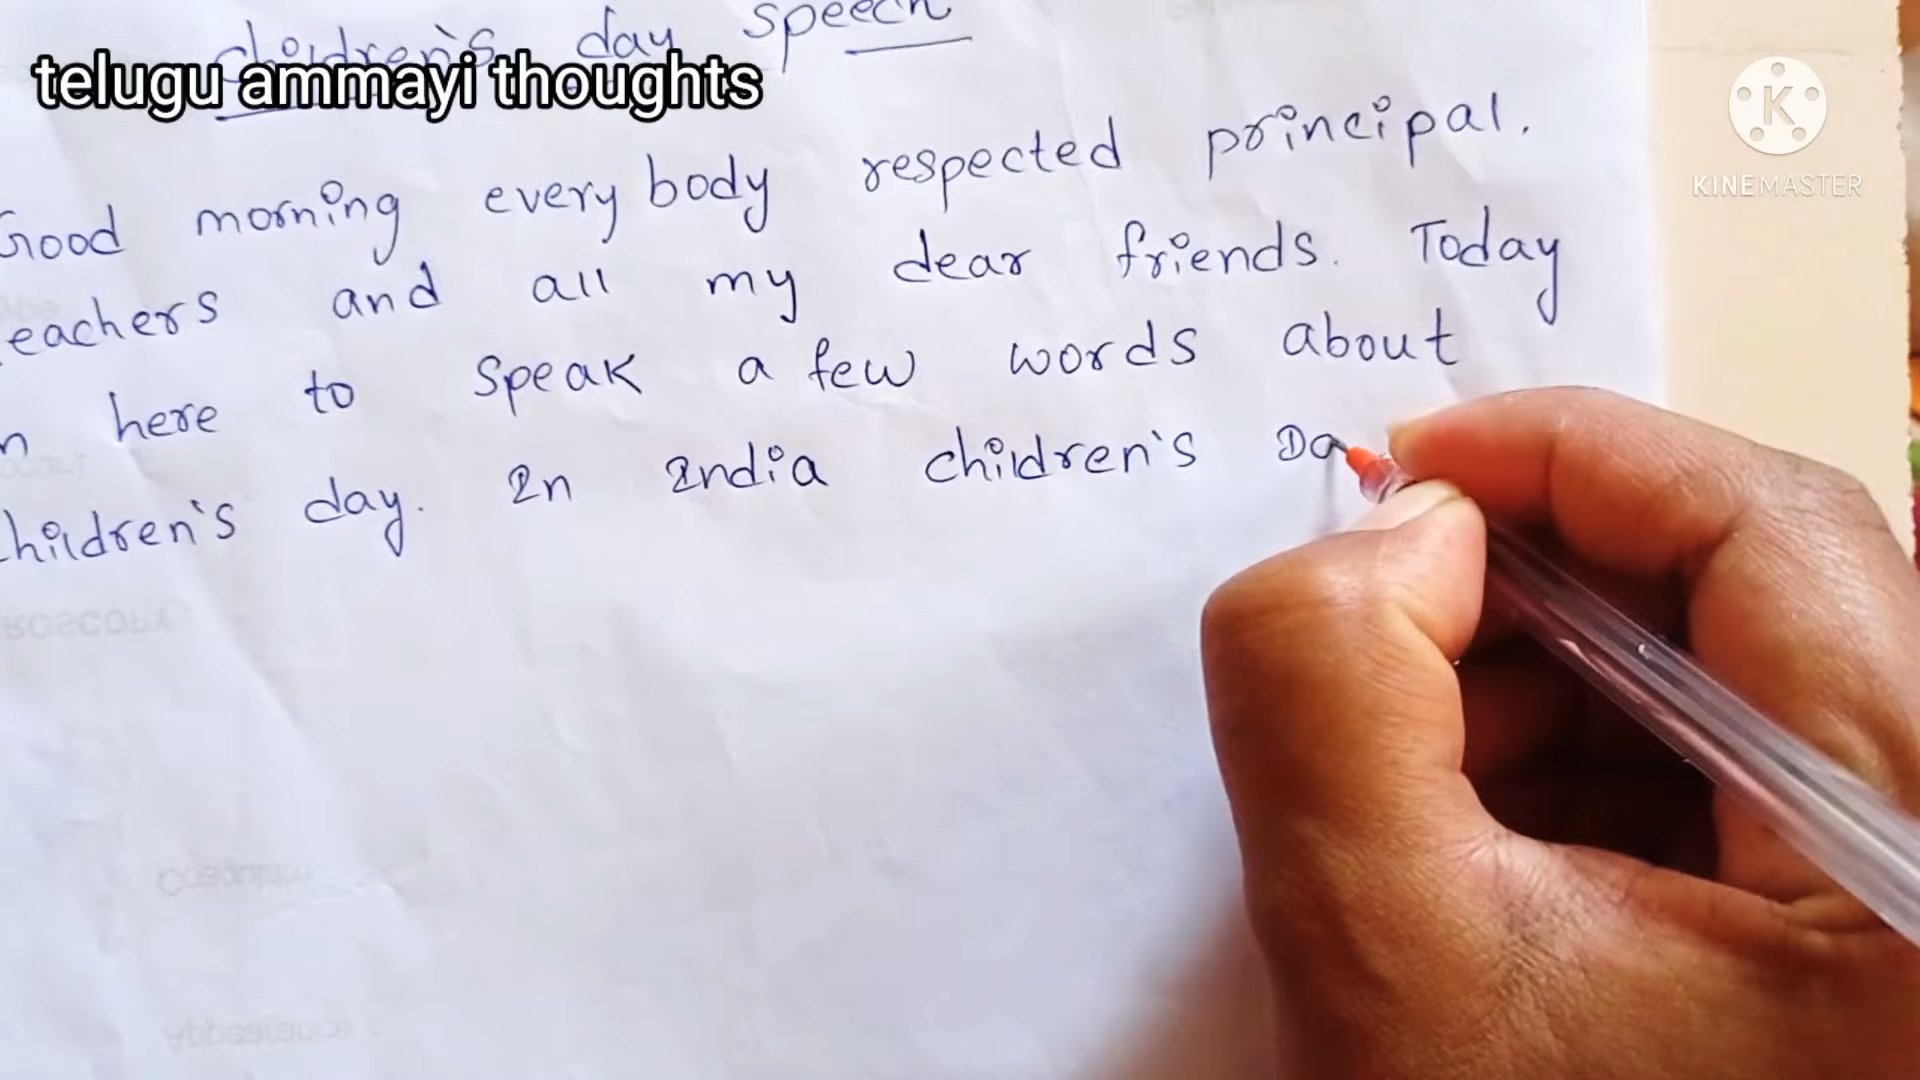 children's day speech
telugu ammayi thoughts
KINEMASTER
Good morning every body respected principal.
eachers and all my dear friends. Today
n here to speak a few words about
children's day. In India children's Da